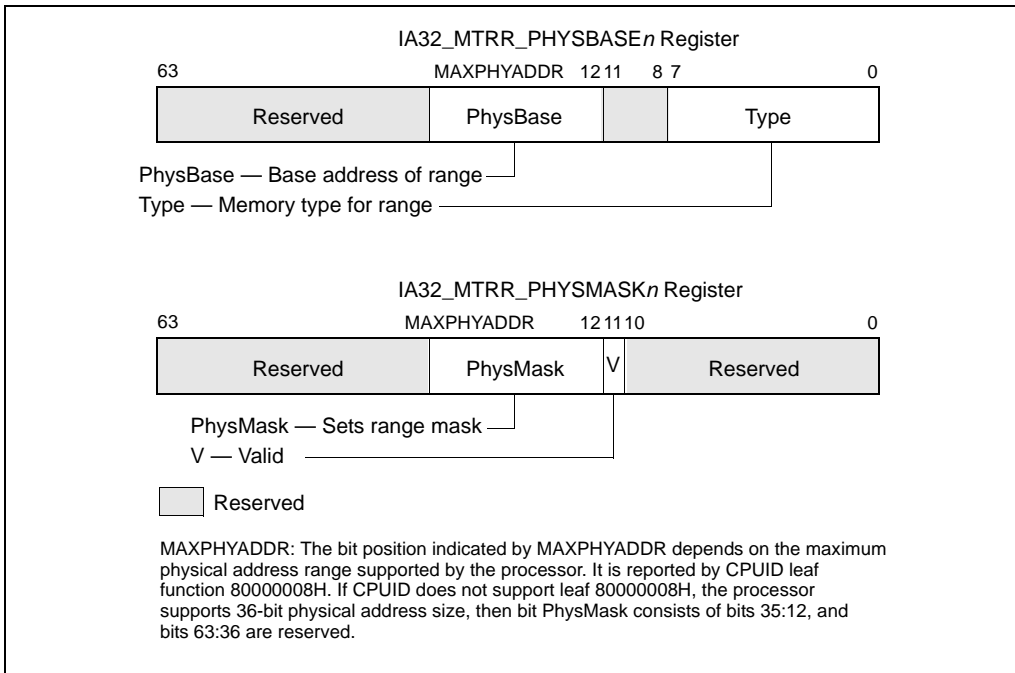 IA32_MTRR_PHYSBASEn Register
63 MAXPHYADDR 12 11 8 7 0
Reserved PhysBase Type
PhysBase — Base address of range
Type — Memory type for range
IA32_MTRR_PHYSMASKn Register
63 MAXPHYADDR 12 11 10 0
Reserved PhysMask V Reserved
PhysMask — Sets range mask
V — Valid
Reserved
MAXPHYADDR: The bit position indicated by MAXPHYADDR depends on the maximum
physical address range supported by the processor. It is reported by CPUID leaf
function 80000008H. If CPUID does not support leaf 80000008H, the processor
supports 36-bit physical address size, then bit PhysMask consists of bits 35:12, and
bits 63:36 are reserved.